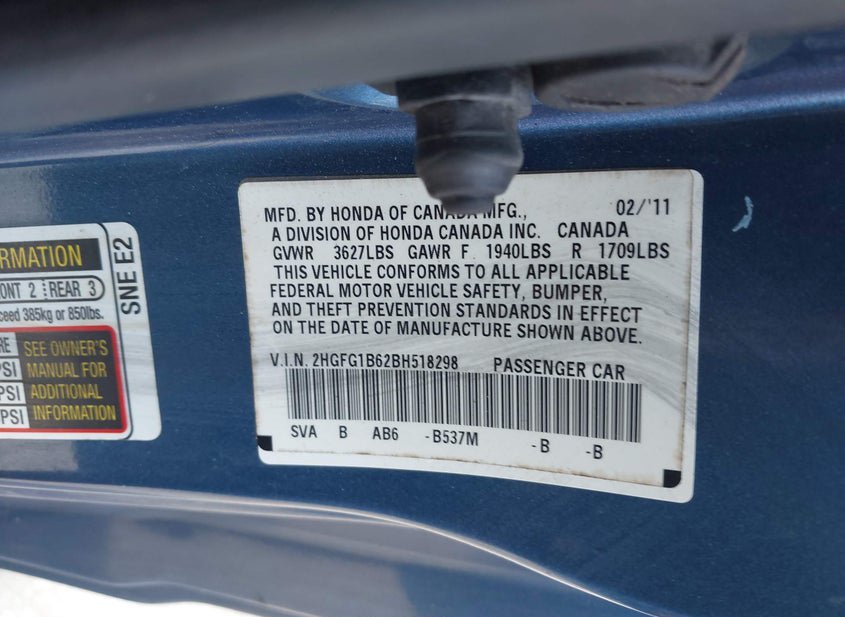 RMATION
ONT 2 REAR 3
ceed 385kg or 850lbs.
RE SEE OWNER'S
PSI MANUAL FOR
PSI ADDITIONAL
PSI INFORMATION
SNE E2
MFD. BY HONDA OF CANADA MFG., 02/'11
A DIVISION OF HONDA CANADA INC. CANADA
GVWR 3627LBS GAWR F 1940LBS R 1709LBS
THIS VEHICLE CONFORMS TO ALL APPLICABLE
FEDERAL MOTOR VEHICLE SAFETY, BUMPER,
AND THEFT PREVENTION STANDARDS IN EFFECT
ON THE DATE OF MANUFACTURE SHOWN ABOVE.
V.I.N. 2HGFG1B62BH518298 PASSENGER CAR
SVA B AB6 -B537M -B -B